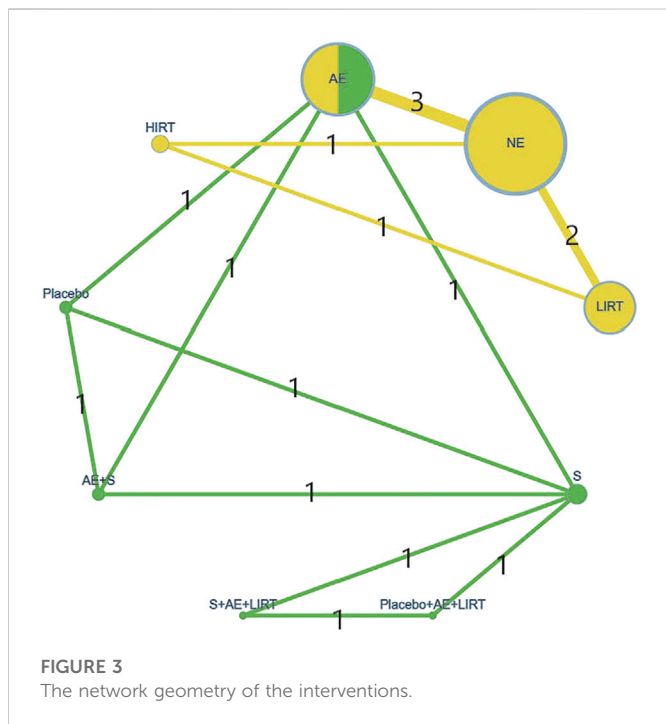 AE
3
NE
HIRT
1
1
1
2
1
1
LIRT
Placebo
1
1
AE+S
1
S
1
1
S+AE+LIRT
1
Placebo+AE+LIRT
FIGURE 3
The network geometry of the interventions.